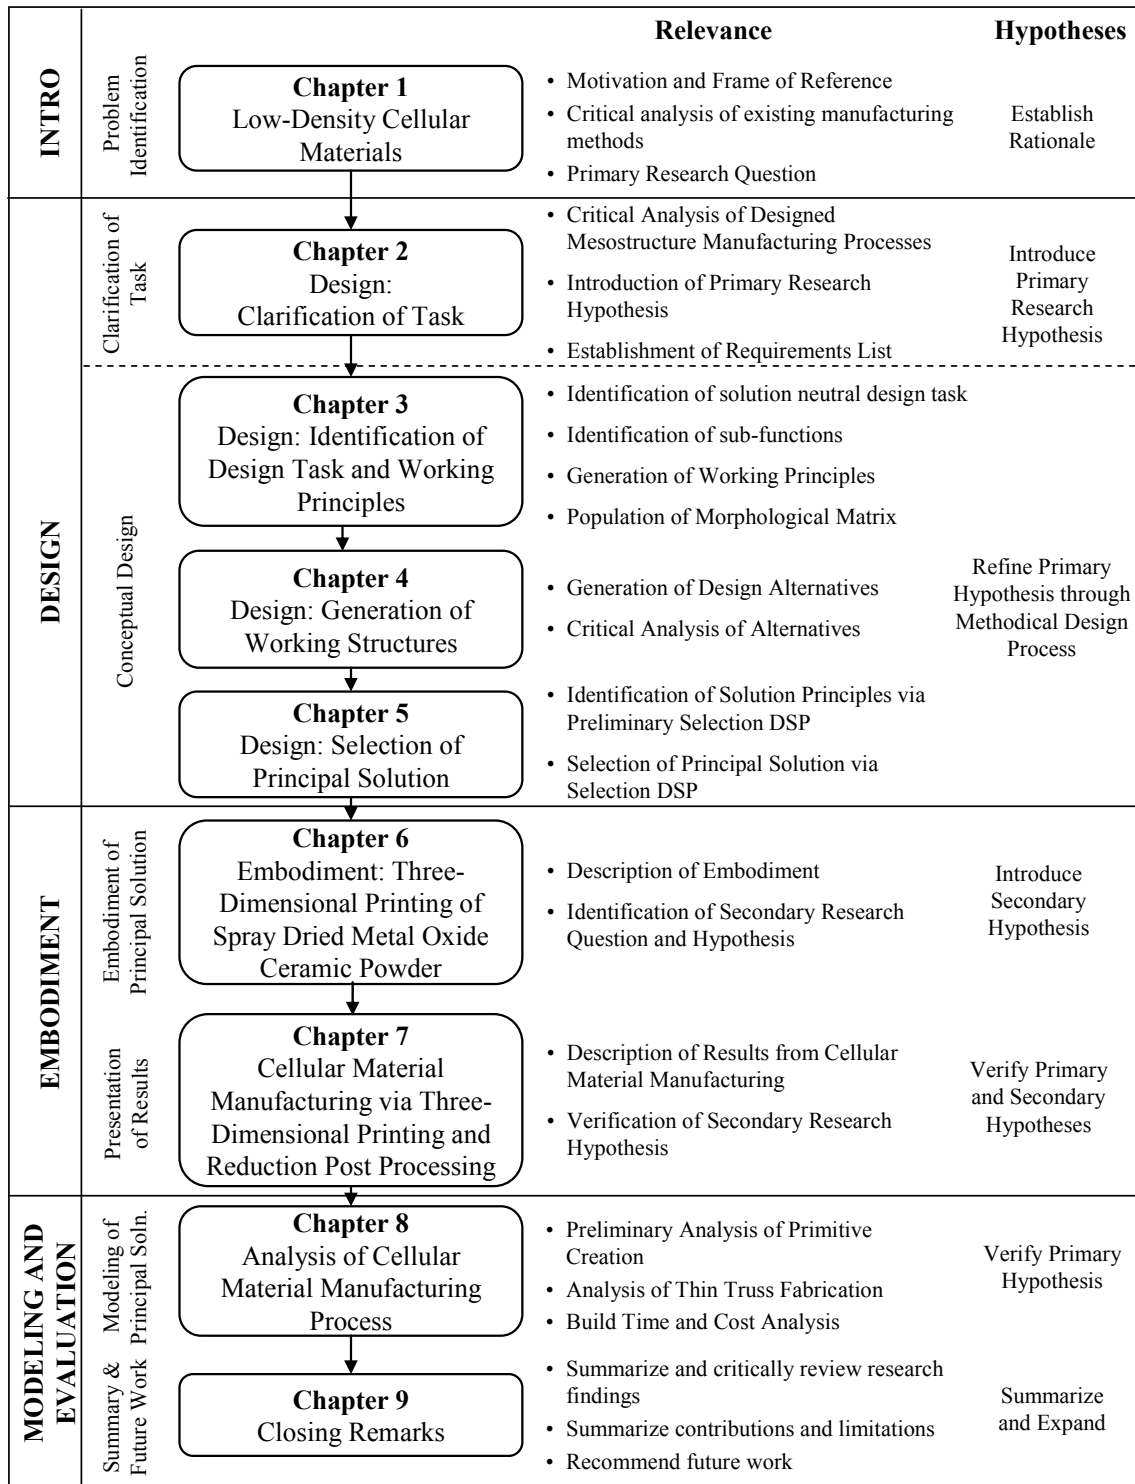 Relevance
Hypotheses
INTRO
Problem
Identification
Chapter 1
Low-Density Cellular
Materials
• Motivation and Frame of Reference
• Critical analysis of existing manufacturing
methods
• Primary Research Question
Establish
Rationale
DESIGN
Clarification of
Task
Chapter 2
Design:
Clarification of Task
• Critical Analysis of Designed
Mesostructure Manufacturing Processes
• Introduction of Primary Research
Hypothesis
• Establishment of Requirements List
Introduce
Primary
Research
Hypothesis
Conceptual Design
Chapter 3
Design: Identification of
Design Task and Working
Principles
• Identification of solution neutral design task
• Identification of sub-functions
• Generation of Working Principles
• Population of Morphological Matrix
Chapter 4
Design: Generation of
Working Structures
• Generation of Design Alternatives
• Critical Analysis of Alternatives
Refine Primary
Hypothesis through
Methodical Design
Process
Chapter 5
Design: Selection of
Principal Solution
• Identification of Solution Principles via
Preliminary Selection DSP
• Selection of Principal Solution via
Selection DSP
EMBODIMENT
Embodiment of
Principal Solution
Chapter 6
Embodiment: Three-
Dimensional Printing of
Spray Dried Metal Oxide
Ceramic Powder
• Description of Embodiment
• Identification of Secondary Research
Question and Hypothesis
Introduce
Secondary
Hypothesis
Presentation
of Results
Chapter 7
Cellular Material
Manufacturing via Three-
Dimensional Printing and
Reduction Post Processing
• Description of Results from Cellular
Material Manufacturing
• Verification of Secondary Research
Hypothesis
Verify Primary
and Secondary
Hypotheses
MODELING AND
EVALUATION
Modeling of
Principal Soln.
Chapter 8
Analysis of Cellular
Material Manufacturing
Process
• Preliminary Analysis of Primitive
Creation
• Analysis of Thin Truss Fabrication
• Build Time and Cost Analysis
Verify Primary
Hypothesis
Summary &
Future Work
Chapter 9
Closing Remarks
• Summarize and critically review research
findings
• Summarize contributions and limitations
• Recommend future work
Summarize
and Expand